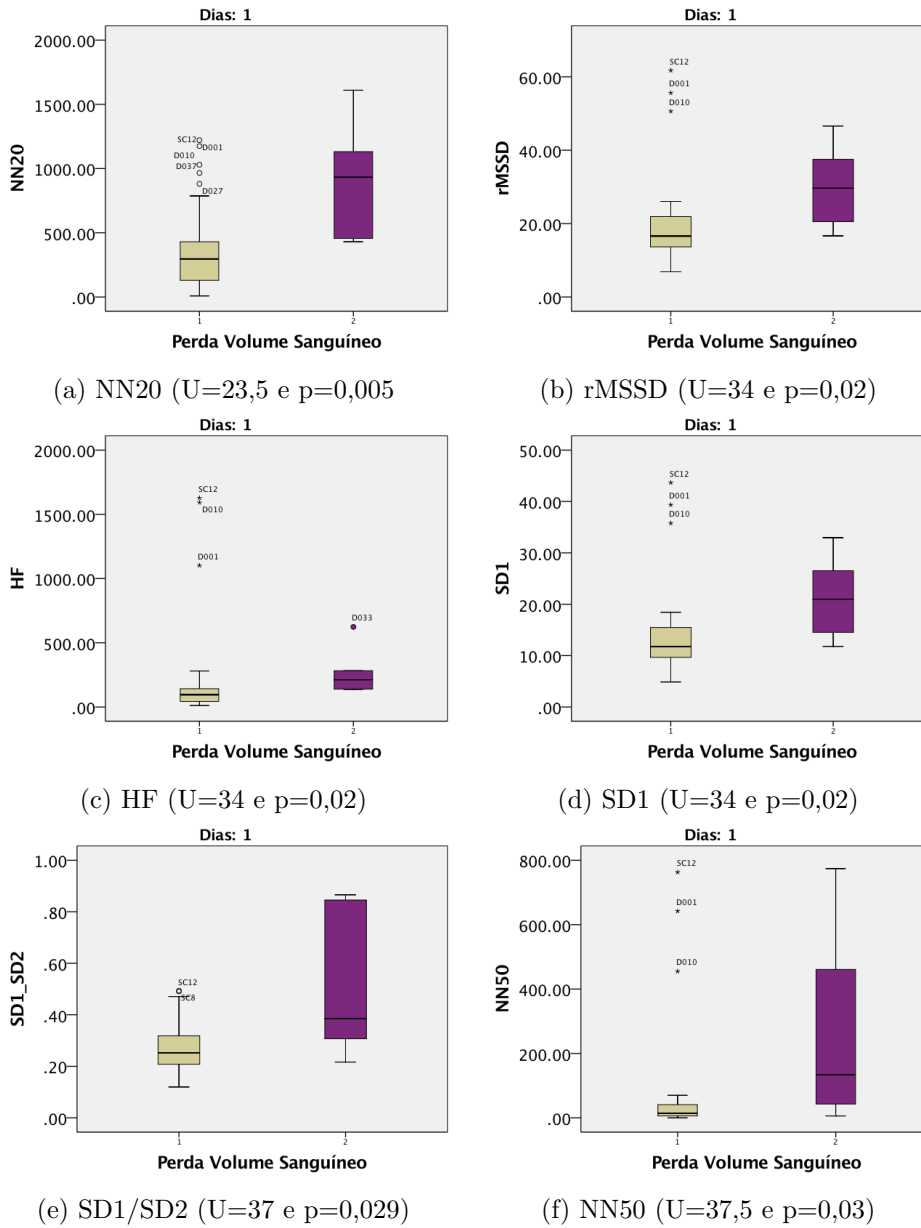 Dias: 1
2000.00
1500.00
1000.00
500.00
.00
NN20
SC12
D001
D010
D037
D027
1
2
Perda Volume Sanguíneo
(a) NN20 (U=23,5 e p=0,005
Dias: 1
60.00
40.00
20.00
.00
rMSSD
SC12
D001
D010
1
2
Perda Volume Sanguíneo
(b) rMSSD (U=34 e p=0,02)
Dias: 1
2000.00
1500.00
1000.00
500.00
.00
HF
SC12
D010
D001
D033
1
2
Perda Volume Sanguíneo
(c) HF (U=34 e p=0,02)
Dias: 1
50.00
40.00
30.00
20.00
10.00
.00
SD1
SC12
D001
D010
1
2
Perda Volume Sanguíneo
(d) SD1 (U=34 e p=0,02)
Dias: 1
1.00
.80
.60
.40
.20
.00
SD1_SD2
SC12
SC8
1
2
Perda Volume Sanguíneo
(e) SD1/SD2 (U=37 e p=0,029)
Dias: 1
800.00
600.00
400.00
200.00
.00
NN50
SC12
D001
D010
1
2
Perda Volume Sanguíneo
(f) NN50 (U=37,5 e p=0,03)